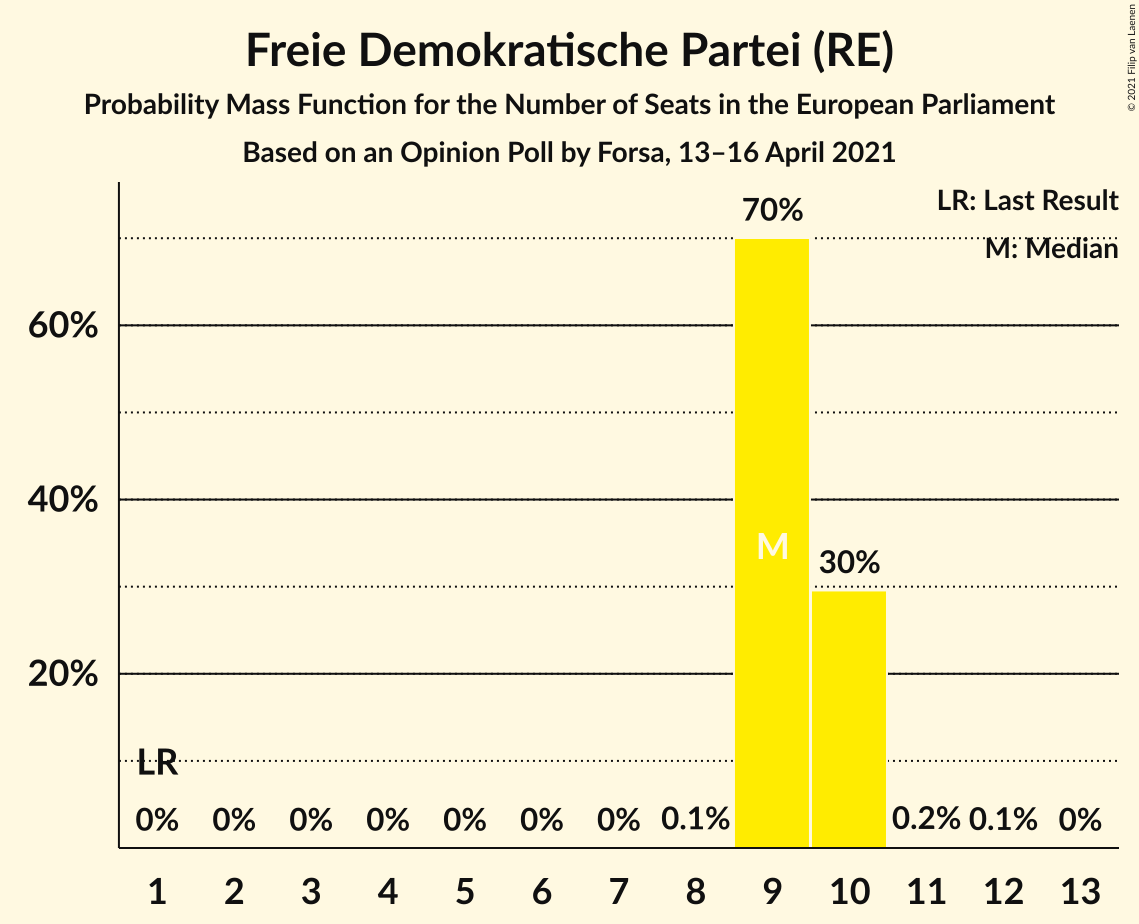 Freie Demokratische Partei (RE)
Probability Mass Function for the Number of Seats in the European Parliament
Based on an Opinion Poll by Forsa, 13–16 April 2021
© 2021 Filip van Laenen
LR: Last Result
M: Median
70%
60%
40%
M
30%
20%
LR
0% 0% 0% 0% 0% 0% 0% 0.1% 0.2% 0.1% 0%
1 2 3 4 5 6 7 8 9 10 11 12 13